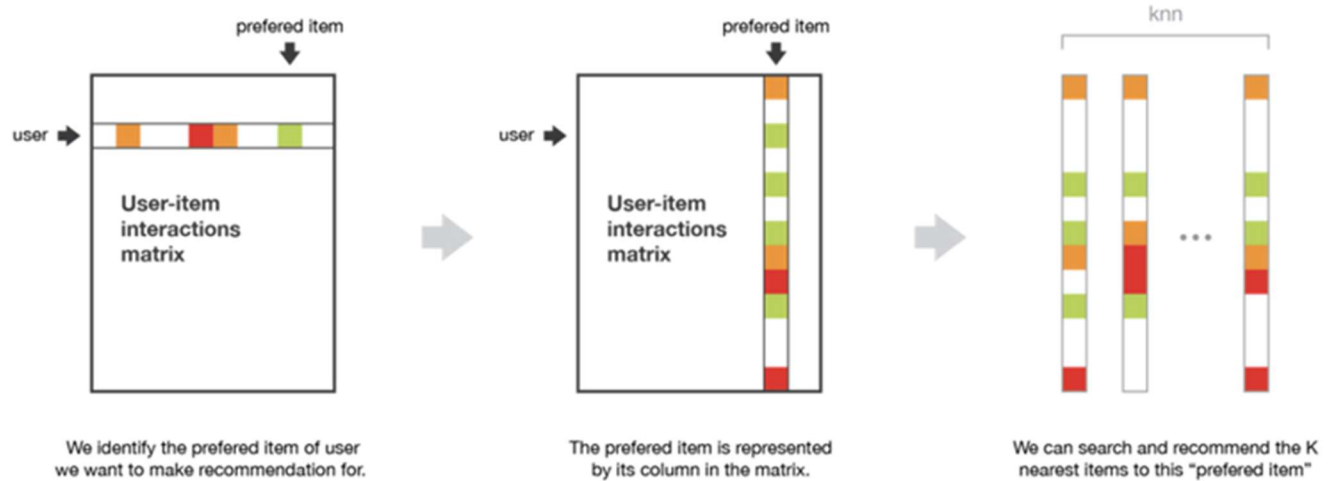 prefered item
user
User-item
interactions
matrix
We identify the prefered item of user
we want to make recommendation for.
prefered item
user
User-item
interactions
matrix
The prefered item is represented
by its column in the matrix.
knn
...
We can search and recommend the K
nearest items to this “prefered item”